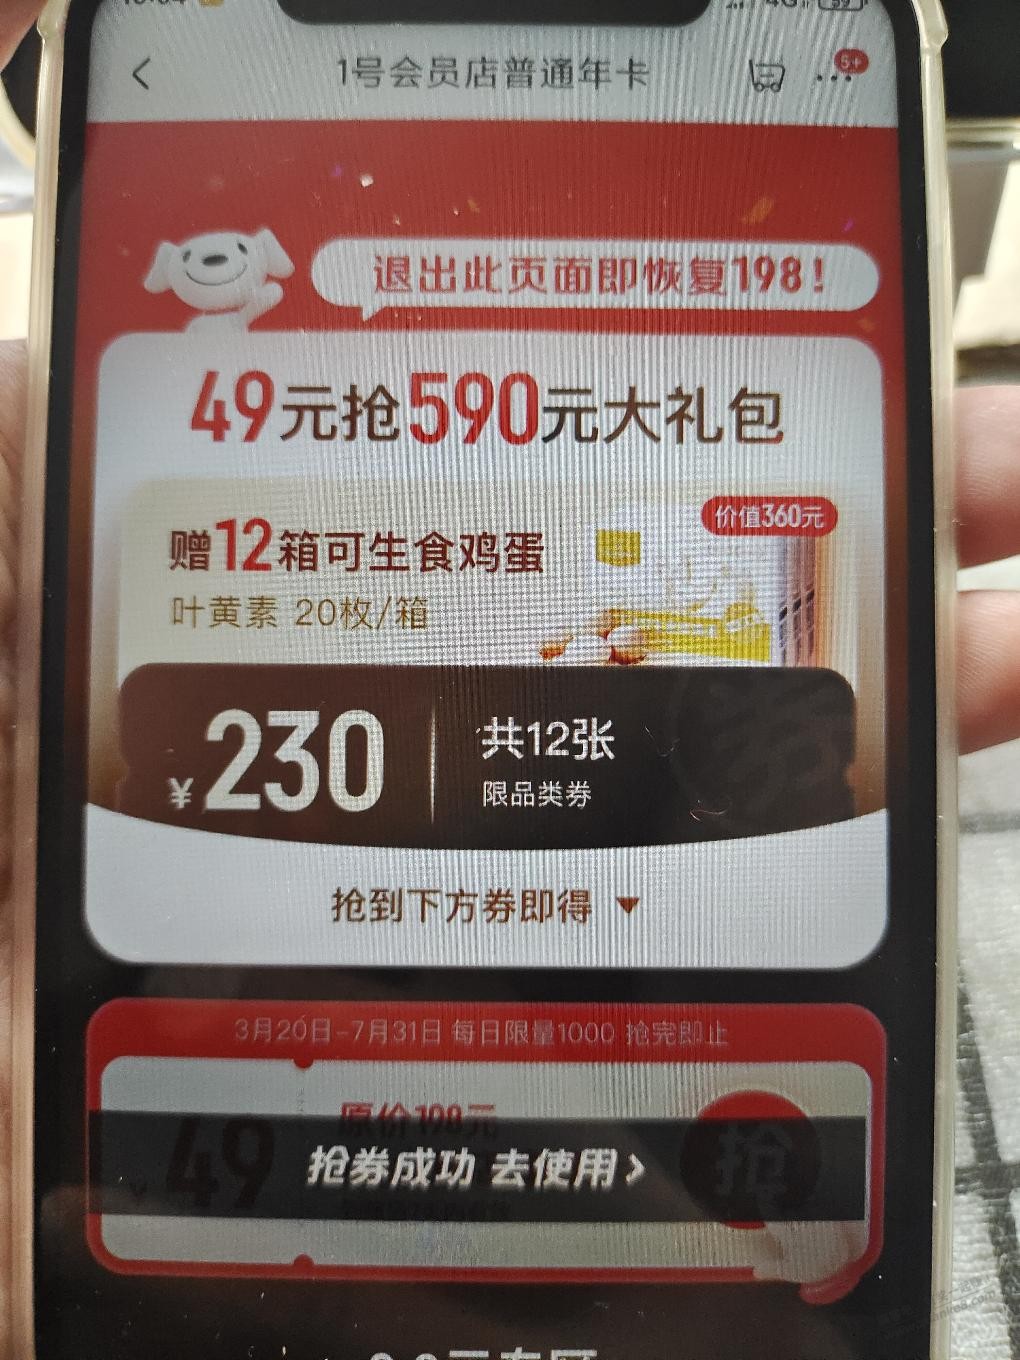 1号会员店普通年卡
5+
退出此页面即恢复198!
49元抢590元大礼包
价值360元
赠12箱可生食鸡蛋
叶黄素 20枚/箱
¥230
共12张
限品类券
抢到下方券即得
3月20日-7月31日 每日限量1000 抢完即止
原价198元
49
抢
抢券成功 去使用